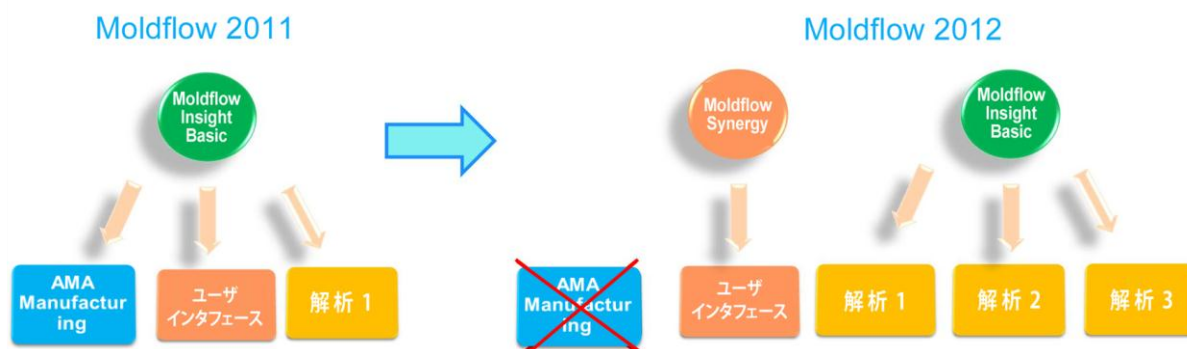 Moldflow 2011
Moldflow
Insight
Basic
AMA
Manufactur
ing
ユーザ
インタフェース
解析 1
Moldflow 2012
Moldflow
Synergy
Moldflow
Insight
Basic
AMA
Manufactur
ing
ユーザ
インタフェース
解析 1
解析 2
解析 3